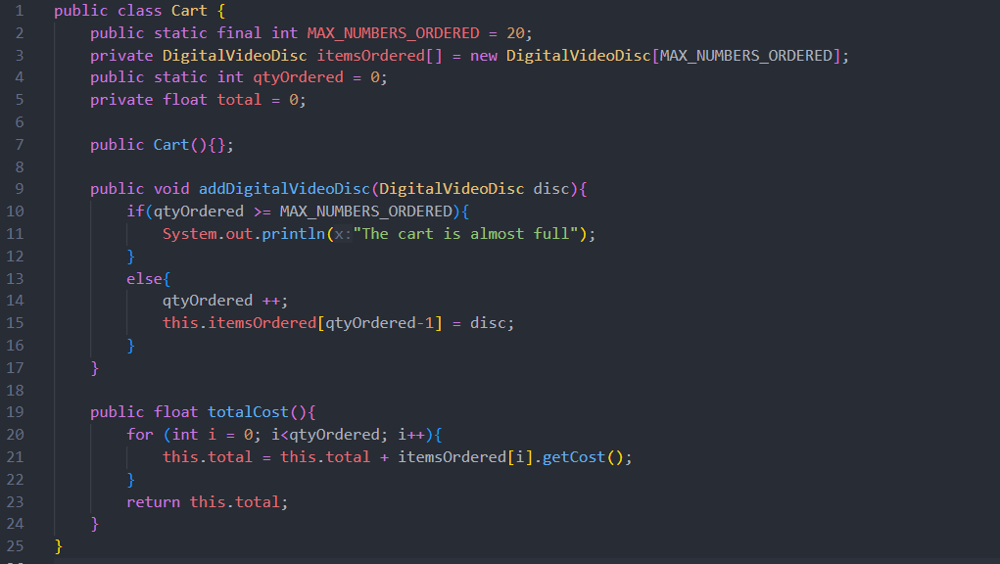 1 public class Cart {
2     public static final int MAX_NUMBERS_ORDERED = 20;
3     private DigitalVideoDisc itemsOrdered[] = new DigitalVideoDisc[MAX_NUMBERS_ORDERED];
4     public static int qtyOrdered = 0;
5     private float total = 0;
6
7     public Cart(){};
8
9     public void addDigitalVideoDisc(DigitalVideoDisc disc){
10         if(qtyOrdered >= MAX_NUMBERS_ORDERED){
11             System.out.println(x:"The cart is almost full");
12         }
13         else{
14             qtyOrdered ++;
15             this.itemsOrdered[qtyOrdered-1] = disc;
16         }
17     }
18
19     public float totalCost(){
20         for (int i = 0; i<qtyOrdered; i++){
21             this.total = this.total + itemsOrdered[i].getCost();
22         }
23         return this.total;
24     }
25 }